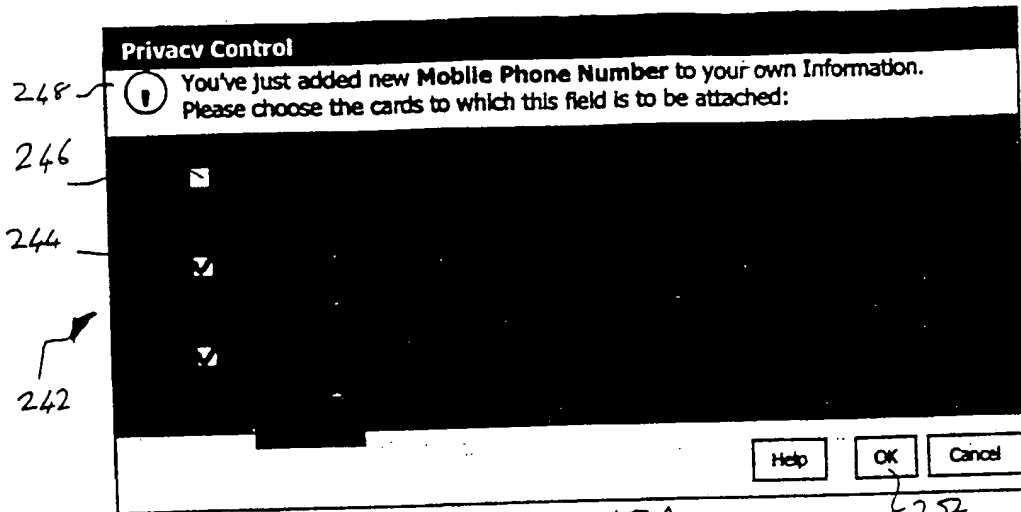 Privacy Control
248
You've just added new Moblie Phone Number to your own Information.
Please choose the cards to which this field is to be attached:
246
244
242
Help
OK
Cancel
252